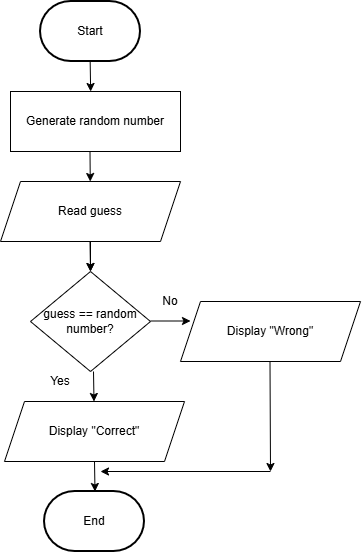 Start
Generate random number
Read guess
guess == random
number?
No
Display "Wrong"
Yes
Display "Correct"
End